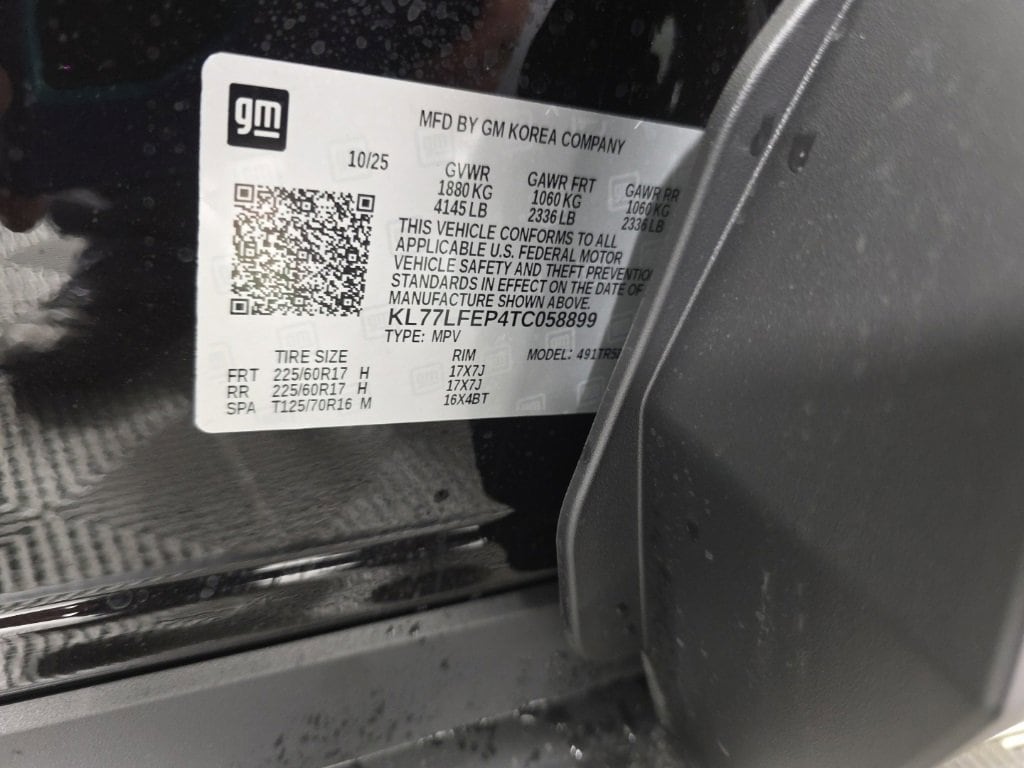 gm
MFD BY GM KOREA COMPANY
10/25
GVWR GAWR FRT GAWR RR
1880 KG 1060 KG 1060 KG
4145 LB 2336 LB 2336 LB
THIS VEHICLE CONFORMS TO ALL
APPLICABLE U.S. FEDERAL MOTOR
VEHICLE SAFETY AND THEFT PREVENTIO
STANDARDS IN EFFECT ON THE DATE OF
MANUFACTURE SHOWN ABOVE.
KL77LFEP4TC058899
TYPE: MPV
TIRE SIZE RIM MODEL: 491TRS
FRT 225/60R17 H 17X7J
RR 225/60R17 H 17X7J
SPA T125/70R16 M 16X4BT